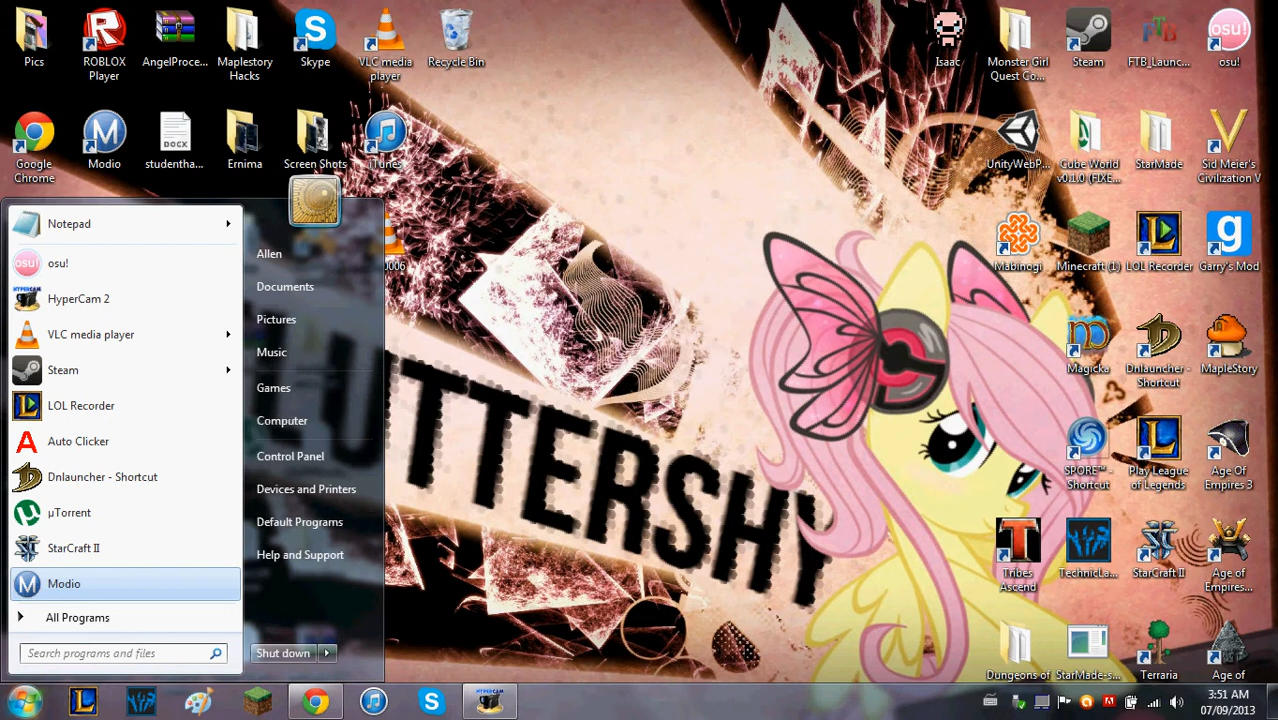 Pics
ROBLOX
Player
AngelProce...
Maplestory
Hacks
Skype
VLC media
player
Recycle Bin
Isaac
Monster Girl
Quest Co...
Steam
FTB_Launc...
osu!
osu!
Google
Chrome
Modio
DOCX
studentha...
Ernima
Screen Shots
iTunes
UnityWebP...
Cube World
v0.1.0 (FIXE...
StarMade
Sid Meier's
Civilization V
0006
Mabinogi
Minecraft (1)
LOL Recorder
Garry's Mod
Magicka
Dnlauncher -
Shortcut
MapleStory
SPORE™ -
Shortcut
Play League
of Legends
Age Of
Empires 3
Tribes
Ascend
TechnicLa...
StarCraft II
Age of
Empires...
Dungeons of
StarMade-s...
Terraria
Age of
UTTERSHY
Notepad
osu!
osu!
HyperCam 2
VLC media player
Steam
LOL Recorder
Auto Clicker
Dnlauncher - Shortcut
µTorrent
StarCraft II
Modio
All Programs
Search programs and files
Allen
Documents
Pictures
Music
Games
Computer
Control Panel
Devices and Printers
Default Programs
Help and Support
Shut down
HYPERCAM
3:51 AM
07/09/2013